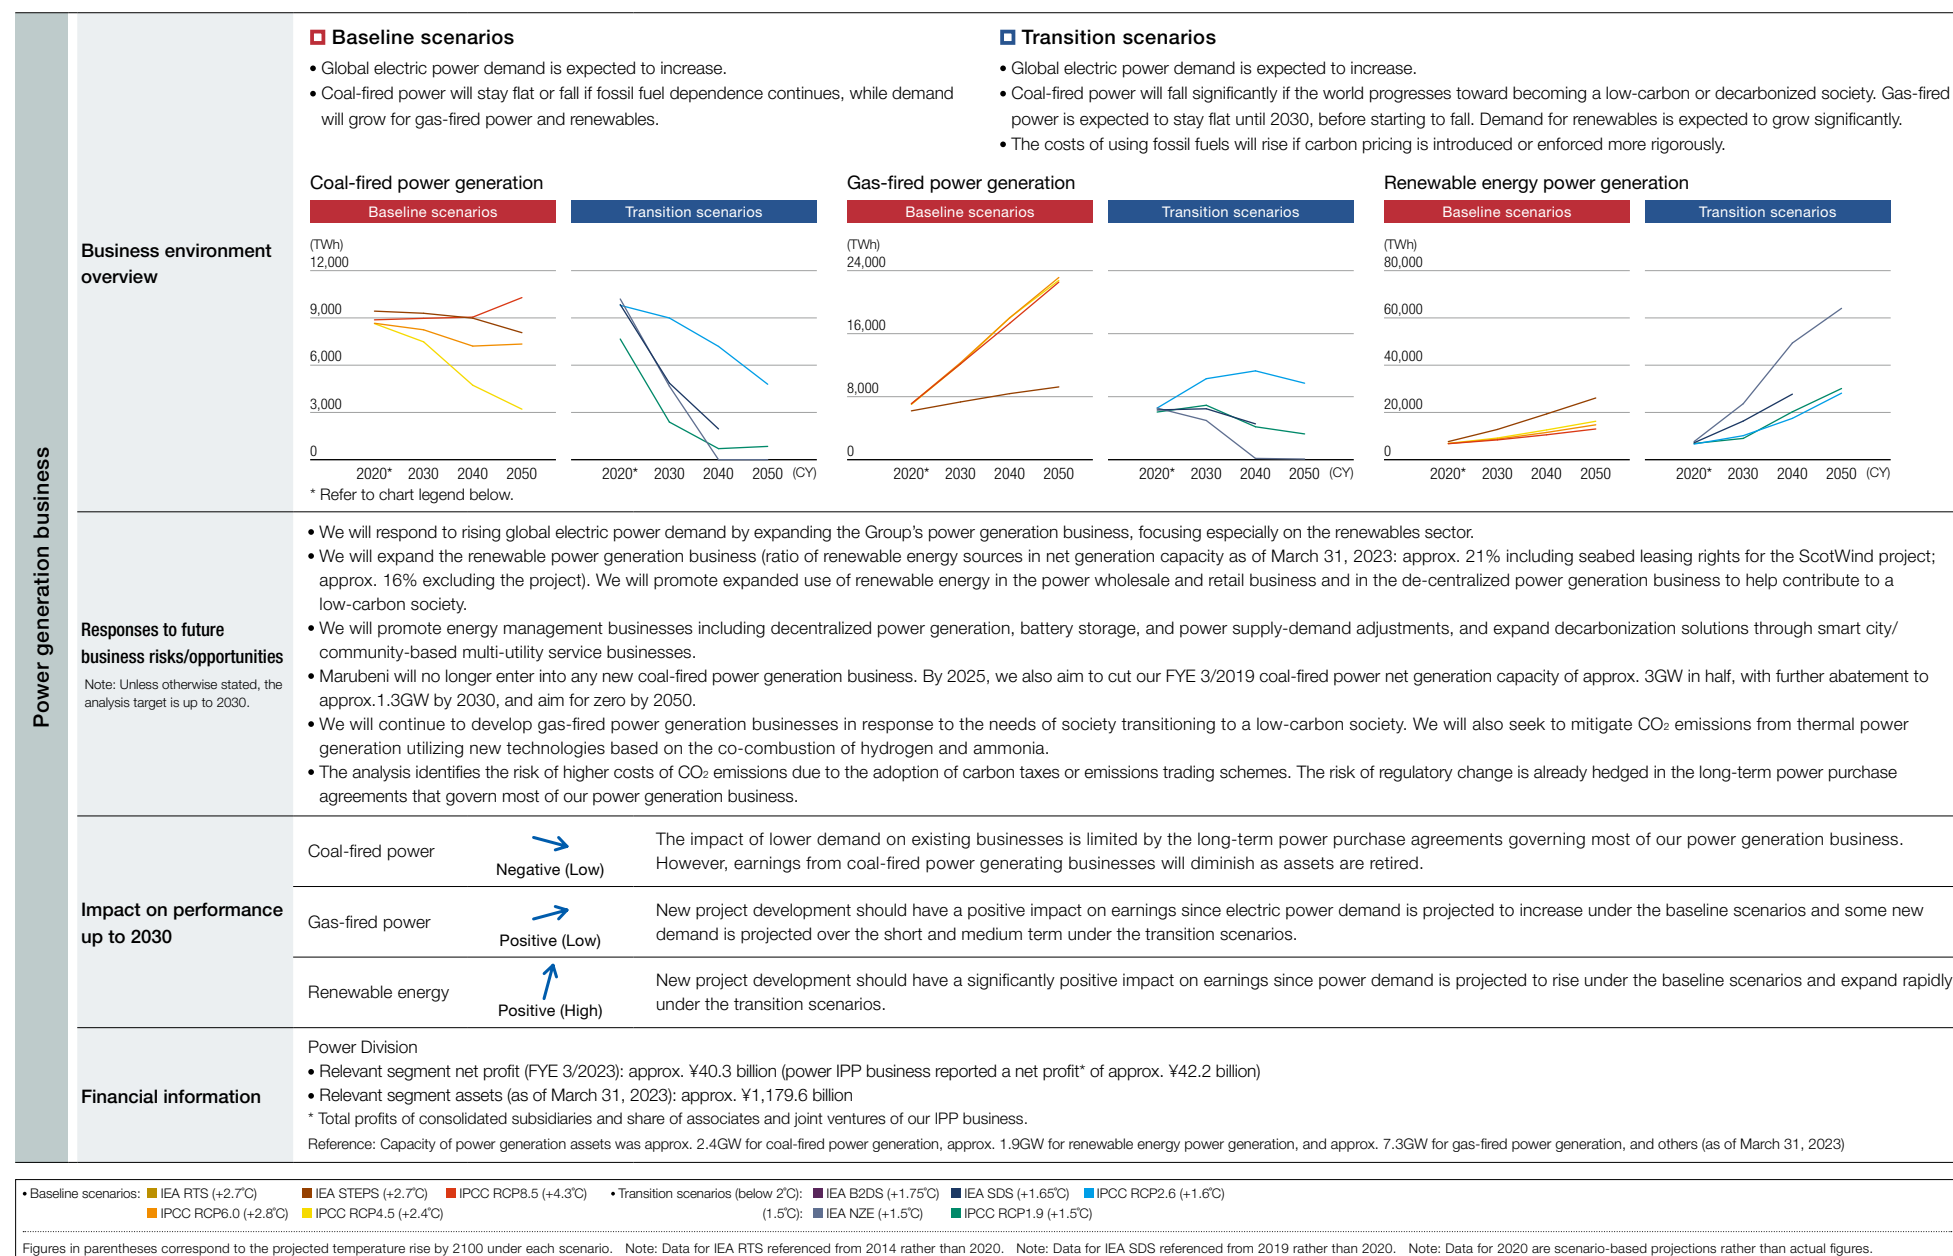 Power generation business
Business environment
overview
Baseline scenarios
• Global electric power demand is expected to increase.
• Coal-fired power will stay flat or fall if fossil fuel dependence continues, while demand
will grow for gas-fired power and renewables.
Transition scenarios
• Global electric power demand is expected to increase.
• Coal-fired power will fall significantly if the world progresses toward becoming a low-carbon or decarbonized society. Gas-fired
power is expected to stay flat until 2030, before starting to fall. Demand for renewables is expected to grow significantly.
• The costs of using fossil fuels will rise if carbon pricing is introduced or enforced more rigorously.
Coal-fired power generation
Baseline scenarios
Transition scenarios
(TWh)
12,000
9,000
6,000
3,000
0
2020* 2030 2040 2050
2020* 2030 2040 2050 (CY)
* Refer to chart legend below.
Gas-fired power generation
Baseline scenarios
Transition scenarios
(TWh)
24,000
16,000
8,000
0
2020* 2030 2040 2050
2020* 2030 2040 2050 (CY)
Renewable energy power generation
Baseline scenarios
Transition scenarios
(TWh)
80,000
60,000
40,000
20,000
0
2020* 2030 2040 2050
2020* 2030 2040 2050 (CY)
Responses to future
business risks/opportunities
Note: Unless otherwise stated, the
analysis target is up to 2030.
• We will respond to rising global electric power demand by expanding the Group's power generation business, focusing especially on the renewables sector.
• We will expand the renewable power generation business (ratio of renewable energy sources in net generation capacity as of March 31, 2023: approx. 21% including seabed leasing rights for the ScotWind project;
approx. 16% excluding the project). We will promote expanded use of renewable energy in the power wholesale and retail business and in the de-centralized power generation business to help contribute to a
low-carbon society.
• We will promote energy management businesses including decentralized power generation, battery storage, and power supply-demand adjustments, and expand decarbonization solutions through smart city/
community-based multi-utility service businesses.
• Marubeni will no longer enter into any new coal-fired power generation business. By 2025, we also aim to cut our FYE 3/2019 coal-fired power net generation capacity of approx. 3GW in half, with further abatement to
approx.1.3GW by 2030, and aim for zero by 2050.
• We will continue to develop gas-fired power generation businesses in response to the needs of society transitioning to a low-carbon society. We will also seek to mitigate CO2 emissions from thermal power
generation utilizing new technologies based on the co-combustion of hydrogen and ammonia.
• The analysis identifies the risk of higher costs of CO2 emissions due to the adoption of carbon taxes or emissions trading schemes. The risk of regulatory change is already hedged in the long-term power purchase
agreements that govern most of our power generation business.
Impact on performance
up to 2030
Coal-fired power
Negative (Low)
The impact of lower demand on existing businesses is limited by the long-term power purchase agreements governing most of our power generation business.
However, earnings from coal-fired power generating businesses will diminish as assets are retired.
Gas-fired power
Positive (Low)
New project development should have a positive impact on earnings since electric power demand is projected to increase under the baseline scenarios and some new
demand is projected over the short and medium term under the transition scenarios.
Renewable energy
Positive (High)
New project development should have a significantly positive impact on earnings since power demand is projected to rise under the baseline scenarios and expand rapidly
under the transition scenarios.
Financial information
Power Division
• Relevant segment net profit (FYE 3/2023): approx. ¥40.3 billion (power IPP business reported a net profit* of approx. ¥42.2 billion)
• Relevant segment assets (as of March 31, 2023): approx. ¥1,179.6 billion
* Total profits of consolidated subsidiaries and share of associates and joint ventures of our IPP business.
Reference: Capacity of power generation assets was approx. 2.4GW for coal-fired power generation, approx. 1.9GW for renewable energy power generation, and approx. 7.3GW for gas-fired power generation, and others (as of March 31, 2023)
• Baseline scenarios: IEA RTS (+2.7℃) IEA STEPS (+2.7℃) IPCC RCP8.5 (+4.3℃) • Transition scenarios (below 2℃): IEA B2DS (+1.75℃) IEA SDS (+1.65℃) IPCC RCP2.6 (+1.6℃)
IPCC RCP6.0 (+2.8℃) IPCC RCP4.5 (+2.4℃) (1.5℃): IEA NZE (+1.5℃) IPCC RCP1.9 (+1.5℃)
Figures in parentheses correspond to the projected temperature rise by 2100 under each scenario. Note: Data for IEA RTS referenced from 2014 rather than 2020. Note: Data for IEA SDS referenced from 2019 rather than 2020. Note: Data for 2020 are scenario-based projections rather than actual figures.